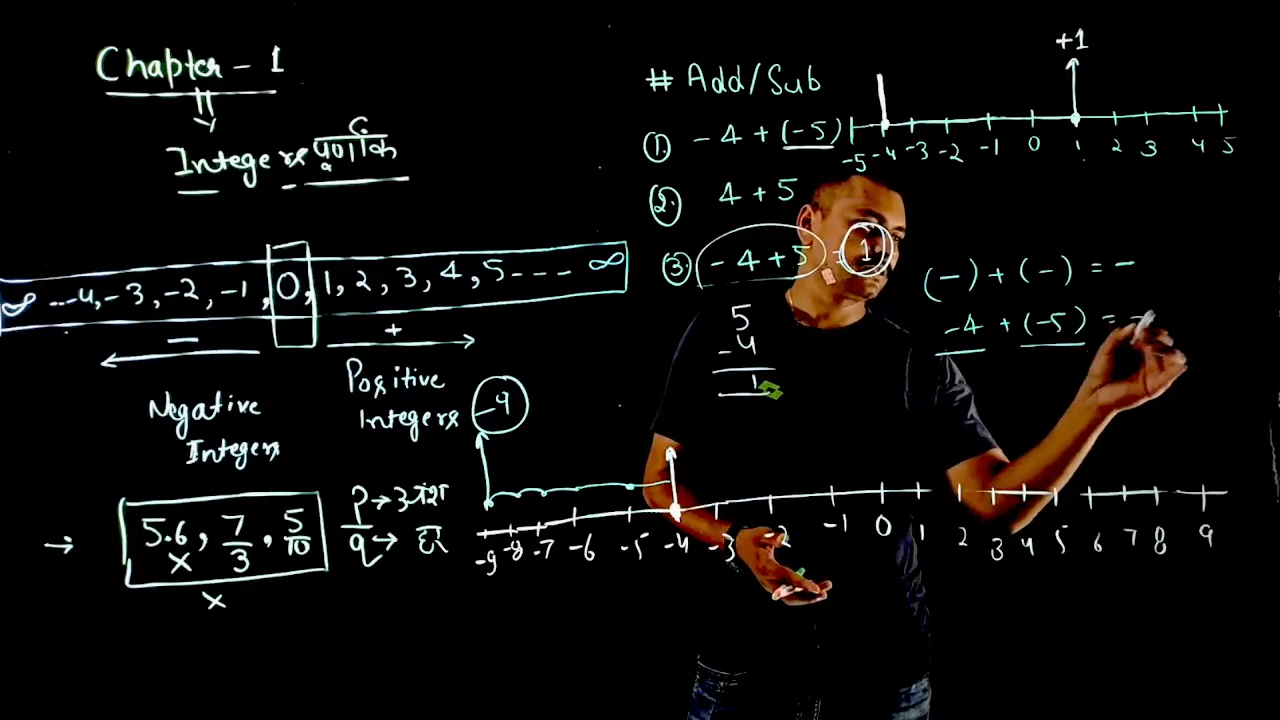 Chapter - 1
Integers पूर्णांक
∞ ...-4, -3, -2, -1, 0, 1, 2, 3, 4, 5 - - - . ∞
- +
Negative
Integers
Positive
Integers
→ 5.6, 7/3, 5/10
x
x
p → अंश
q → हर
# Add/Sub
①. -4 + (-5)
②. 4 + 5
③. -4 + 5 = 1
5
-4
1
+1
-5 -4 -3 -2 -1 0 1 2 3 4 5
(-) + (-) = -
-4 + (-5) = -
-9
-9 -8 -7 -6 -5 -4 -3 -2 -1 0 1 2 3 4 5 6 7 8 9